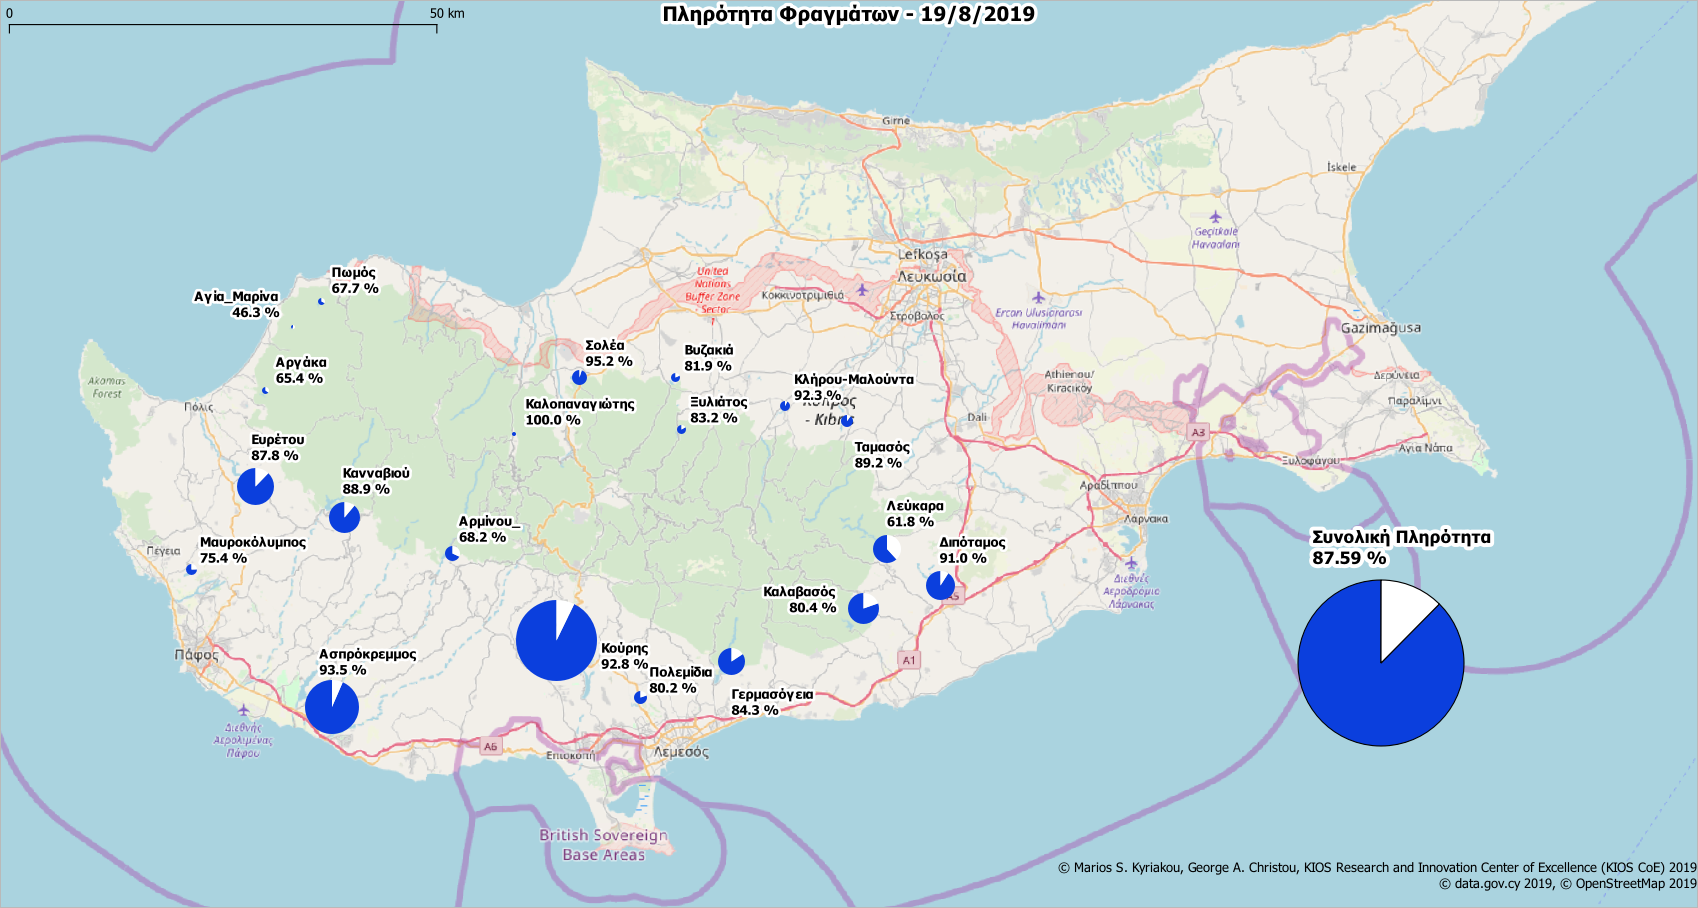 0
50 km
Πληρότητα Φραγμάτων - 19/8/2019
Girne
İskele
Geçitkale
Havaalanı
Lefkoşa
Λευκωσία
United
Nations
Buffer Zone
- Sector
Κοκκινοτριμιθιά
Στρόβολος
Ercan Uluslararası
Havalimanı
Gazimağusa
Πωμός
67.7 %
Αγία_Μαρίνα
46.3 %
Αργάκα
65.4 %
Akamas
Forest
Πόλις
Σολέα
95.2 %
Βυζακιά
81.9 %
Κλήρου-Μαλούντα
92.3 %
Κύπρος
- Kıbrıs
Athienou/
Kiracıköy
Δερύνεια
Παραλίμνι
Καλοπαναγιώτης
100.0 %
Ξυλιάτος
83.2 %
Dali
A3
Ταμασός
89.2 %
Αγια Νάπα
Ξυλοφάγου
Ευρέτου
87.8 %
Κανναβιού
88.9 %
Αραδίππου
Λάρνακα
Λεύκαρα
61.8 %
Αρμίνου_
68.2 %
Μαυροκόλυμπος
75.4 %
Πέγεια
Διπόταμος
91.0 %
A5
Διεθνές
Αεροδρόμιο
Λάρνακας
Συνολική Πληρότητα
87.59 %
Καλαβασός
80.4 %
Πάφος
Ασπρόκρεμμος
93.5 %
Κούρης
92.8 %
Πολεμίδια
80.2 %
Γερμασόγεια
84.3 %
A1
Διεθνής
Αερολιμένας
Πάφου
A6
Επισκοπή
Λεμεσός
British Sovereign
Base Areas
© Marios S. Kyriakou, George A. Christou, KIOS Research and Innovation Center of Excellence (KIOS CoE) 2019
© data.gov.cy 2019, © OpenStreetMap 2019